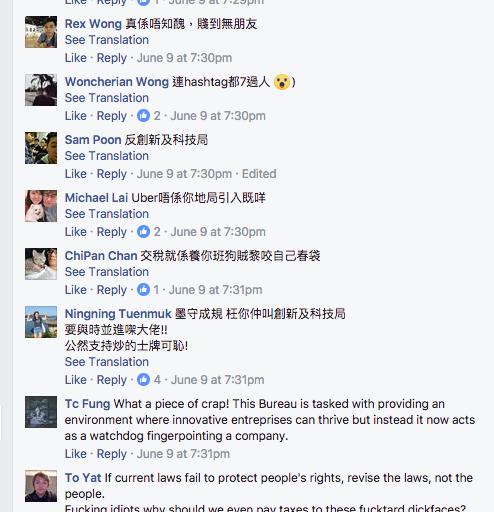 Like · Reply · 1 · June 9 at 7:29pm
Rex Wong 真係唔知醜，賤到無朋友
See Translation
Like · Reply · June 9 at 7:30pm
Woncherian Wong 連hashtag都7過人 😮)
See Translation
Like · Reply · 2 · June 9 at 7:30pm
Sam Poon 反創新及科技局
See Translation
Like · Reply · June 9 at 7:30pm · Edited
Michael Lai Uber唔係你地局引入既咩
See Translation
Like · Reply · 2 · June 9 at 7:30pm
ChiPan Chan 交稅就係養你班狗賊黎咬自己春袋
See Translation
Like · Reply · 1 · June 9 at 7:31pm
Ningning Tuenmuk 墨守成規 枉你仲叫創新及科技局
要與時並進㗎大佬!!
公然支持炒的士牌可恥!
See Translation
Like · Reply · 4 · June 9 at 7:31pm
Tc Fung What a piece of crap! This Bureau is tasked with providing an
environment where innovative entreprises can thrive but instead it now acts
as a watchdog fingerpointing a company.
Like · Reply · June 9 at 7:31pm
To Yat If current laws fail to protect people's rights, revise the laws, not the
people.
Fucking idiots why should we even pay taxes to these fucktard dickfaces?